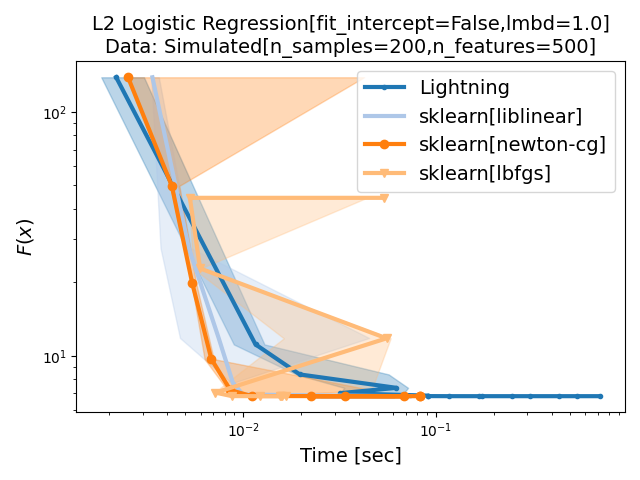 L2 Logistic Regression[fit_intercept=False,lmbd=1.0]
Data: Simulated[n_samples=200,n_features=500]
Lightning
sklearn[liblinear]
sklearn[newton-cg]
sklearn[lbfgs]
F(x)
10²
10¹
10⁻²
10⁻¹
Time [sec]